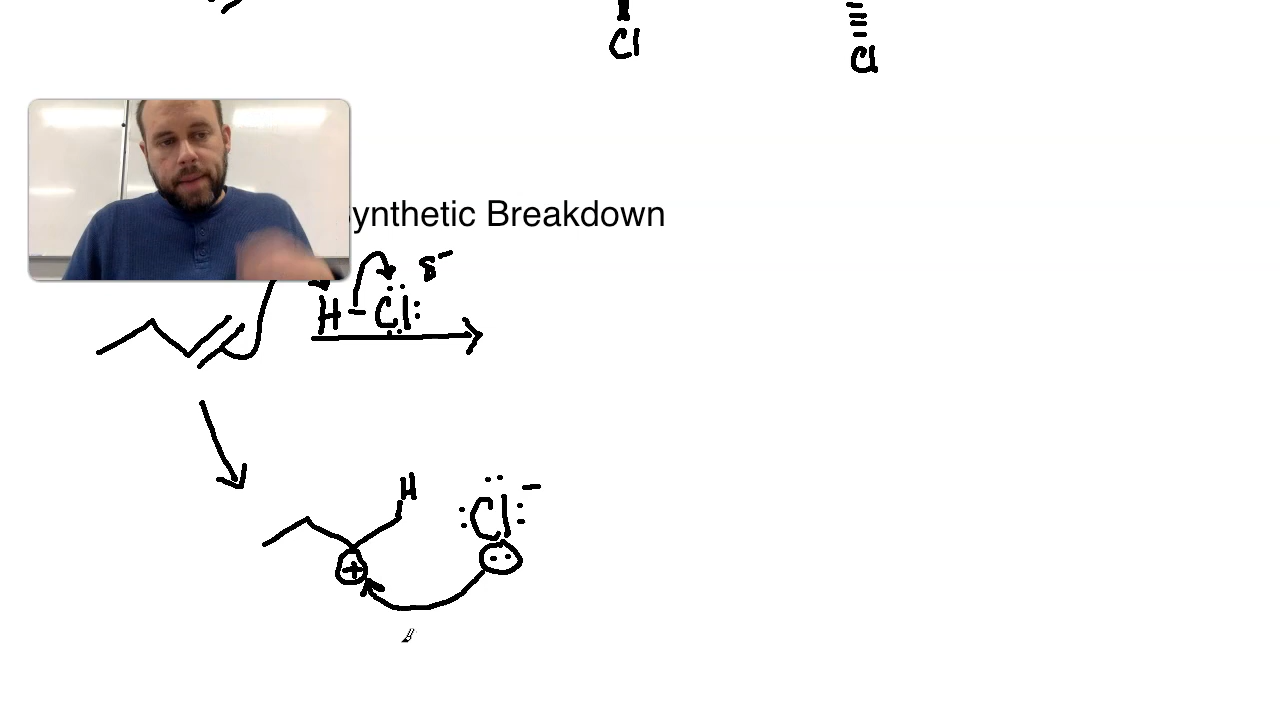 Cl
Cl
ynthetic Breakdown
δ−
H–Cl
H
Cl −
+